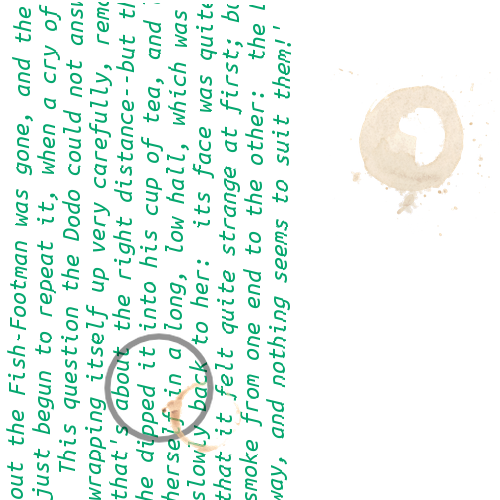 out the Fish-Footman was gone, and the
just begun to repeat it, when a cry of
This question the Dodo could not
wrapping itself up very carefully,
that's about the right distance--but
he dipped it into his cup of tea, and
herself in a long, low hall, which was
slowly back to her: its face was quite
that it felt quite strange at first;
smoke from one end to the other: the
way, and nothing seems to suit them!'